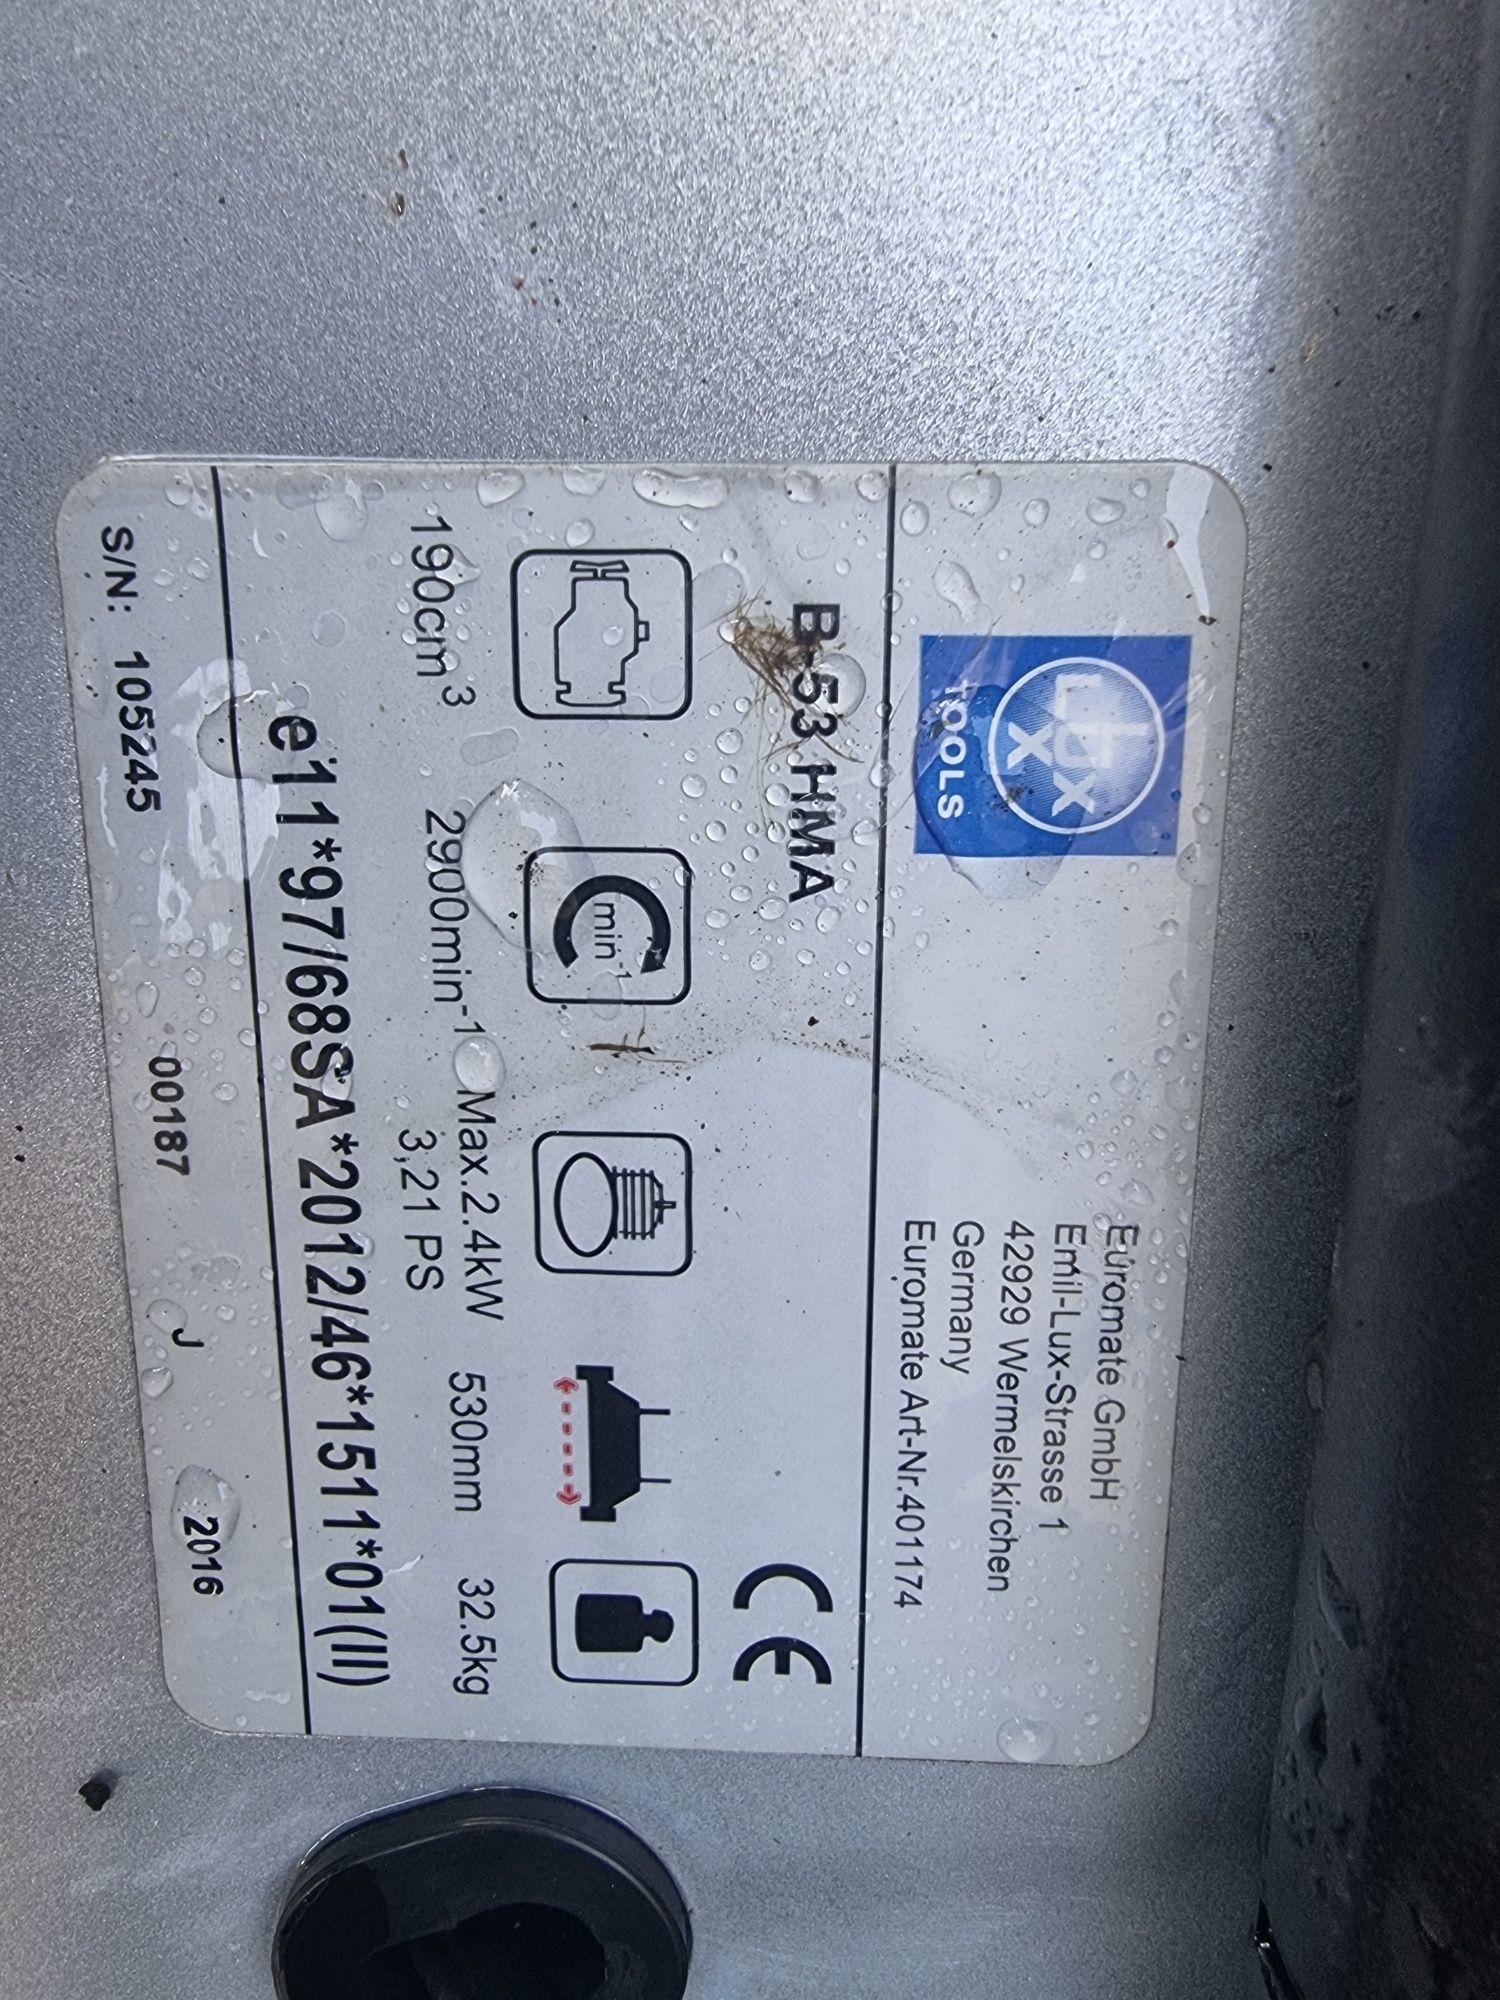 LUX
LUX
TOOLS
Euromate GmbH
Emil-Lux-Strasse 1
42929 Wermelskirchen
Germany
Euromate Art-Nr.401174
B-53 HMA
CE
min-1
190cm3
2900min-1
Max.2.4kW
3,21 PS
530mm
32.5kg
e11*97/68SA*2012/46*1511*01(II)
S/N: 105245 00187 J 2016